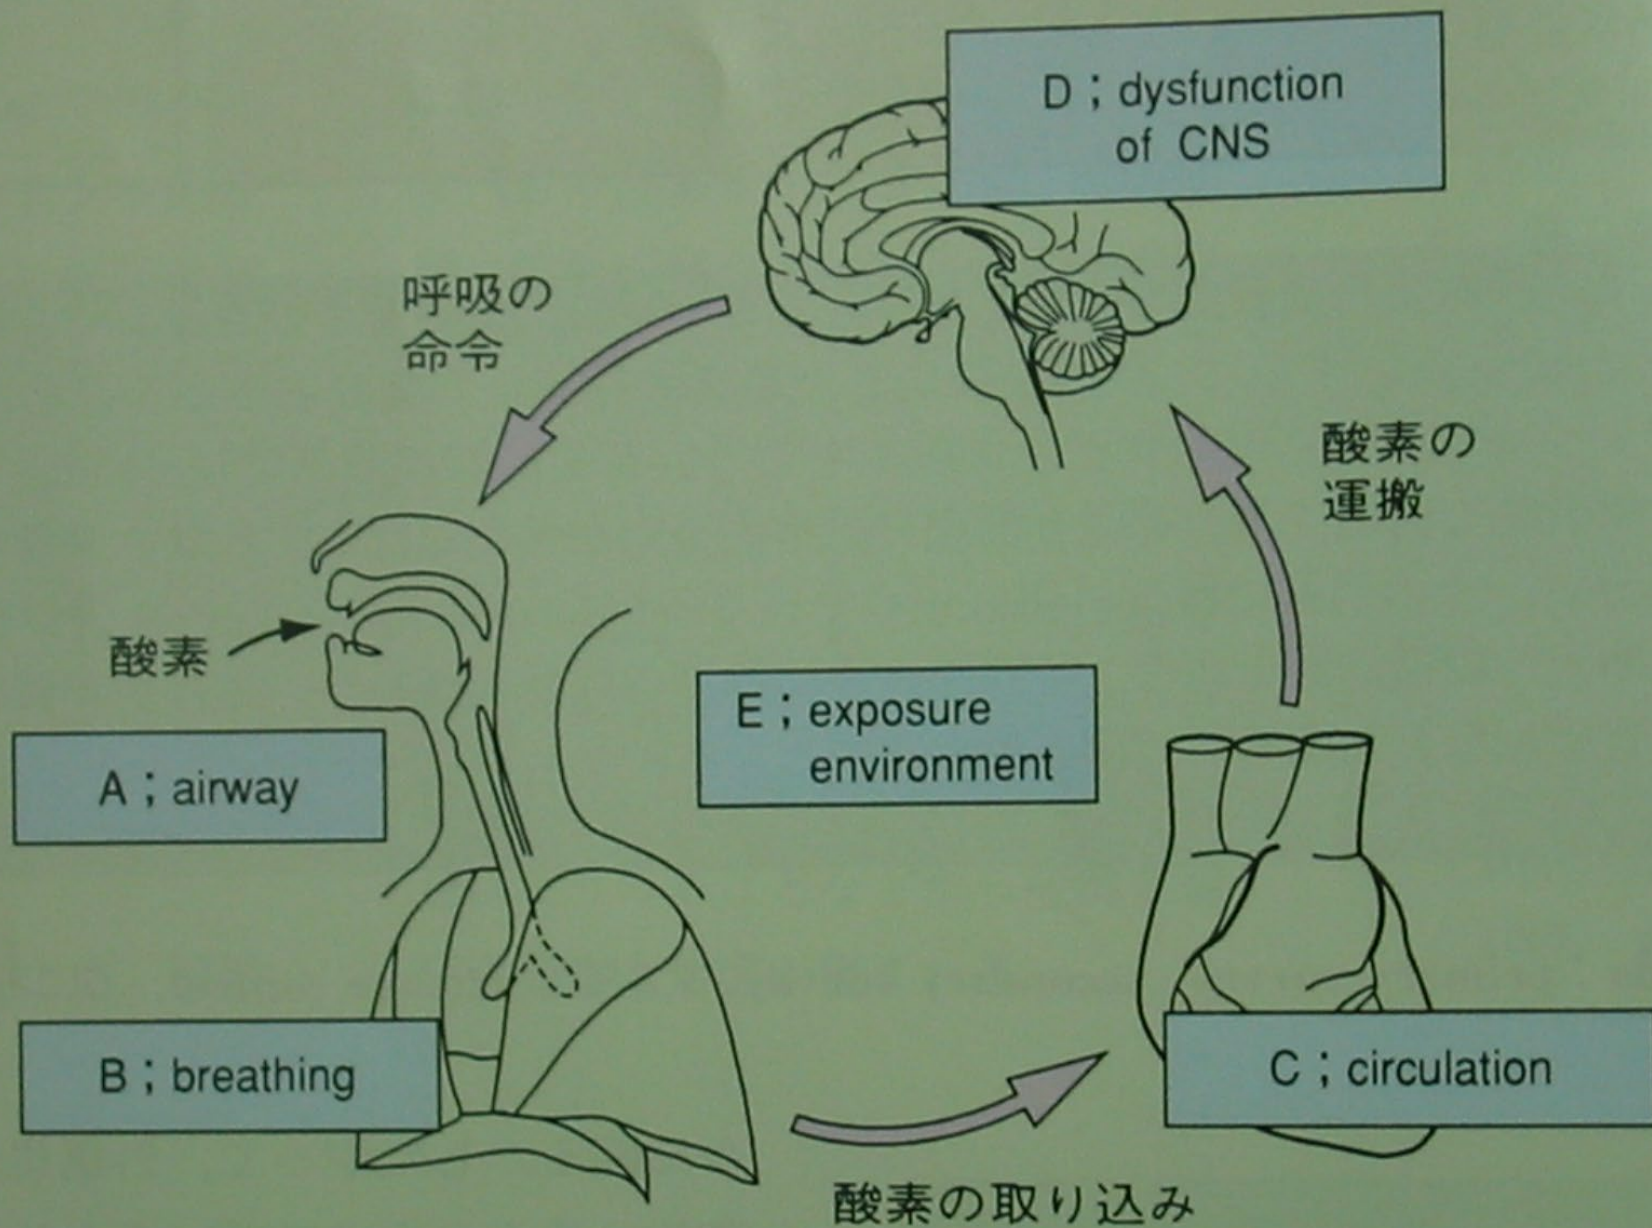 D ; dysfunction
of CNS
呼吸の
命令
酸素の
運搬
酸素
E ; exposure
environment
A ; airway
B ; breathing
C ; circulation
酸素の取り込み